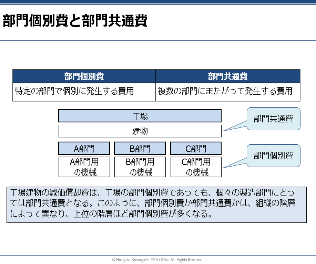 部門個別費と部門共通費
部門個別費 部門共通費
特定の部門で個別に発生する費用 複数の部門にまたがって発生する費用
工場
部門共通費
建物
A部門 B部門 C部門
部門個別費
A部門用 B部門用 C部門用
の機械 の機械 の機械
工場建物の減価償却費は、工場の部門個別費であっても、個々の製造部門にとっ
ては部門共通費となる。このように、部門個別費か部門共通費かは、組織の階層
によって異なり、上位の階層ほど部門個別費が多くなる。